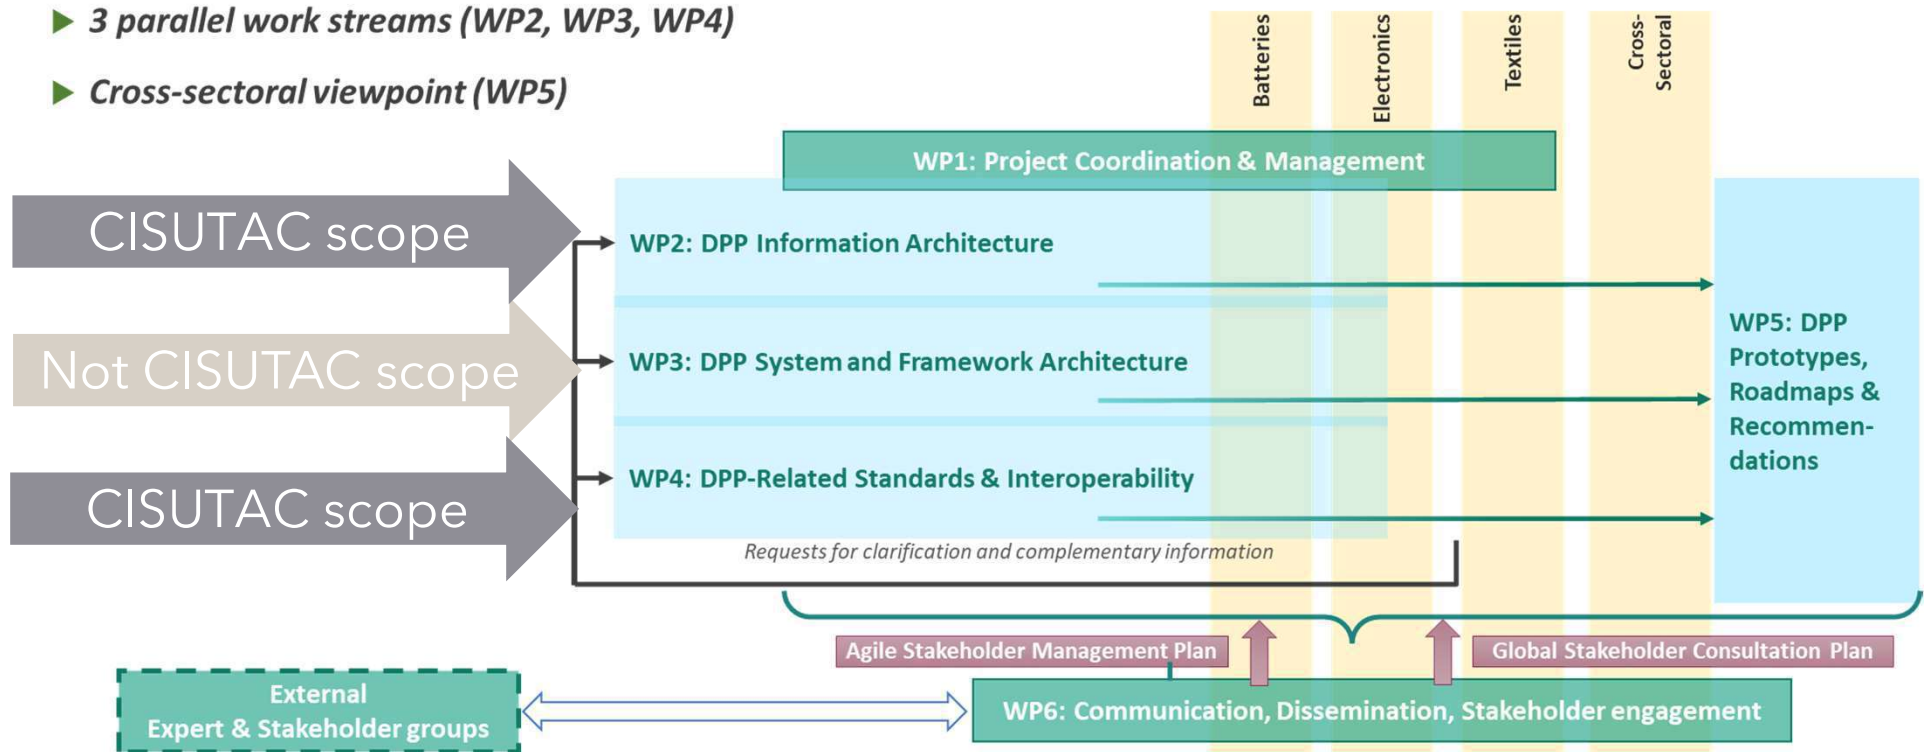 3 parallel work streams (WP2, WP3, WP4)
Cross-sectoral viewpoint (WP5)
Batteries
Electronics
Textiles
Cross-
Sectoral
WP1: Project Coordination & Management
CISUTAC scope
WP2: DPP Information Architecture
Not CISUTAC scope
WP3: DPP System and Framework Architecture
CISUTAC scope
WP4: DPP-Related Standards & Interoperability
WP5: DPP
Prototypes,
Roadmaps &
Recommen-
dations
Requests for clarification and complementary information
Agile Stakeholder Management Plan
Global Stakeholder Consultation Plan
External
Expert & Stakeholder groups
WP6: Communication, Dissemination, Stakeholder engagement